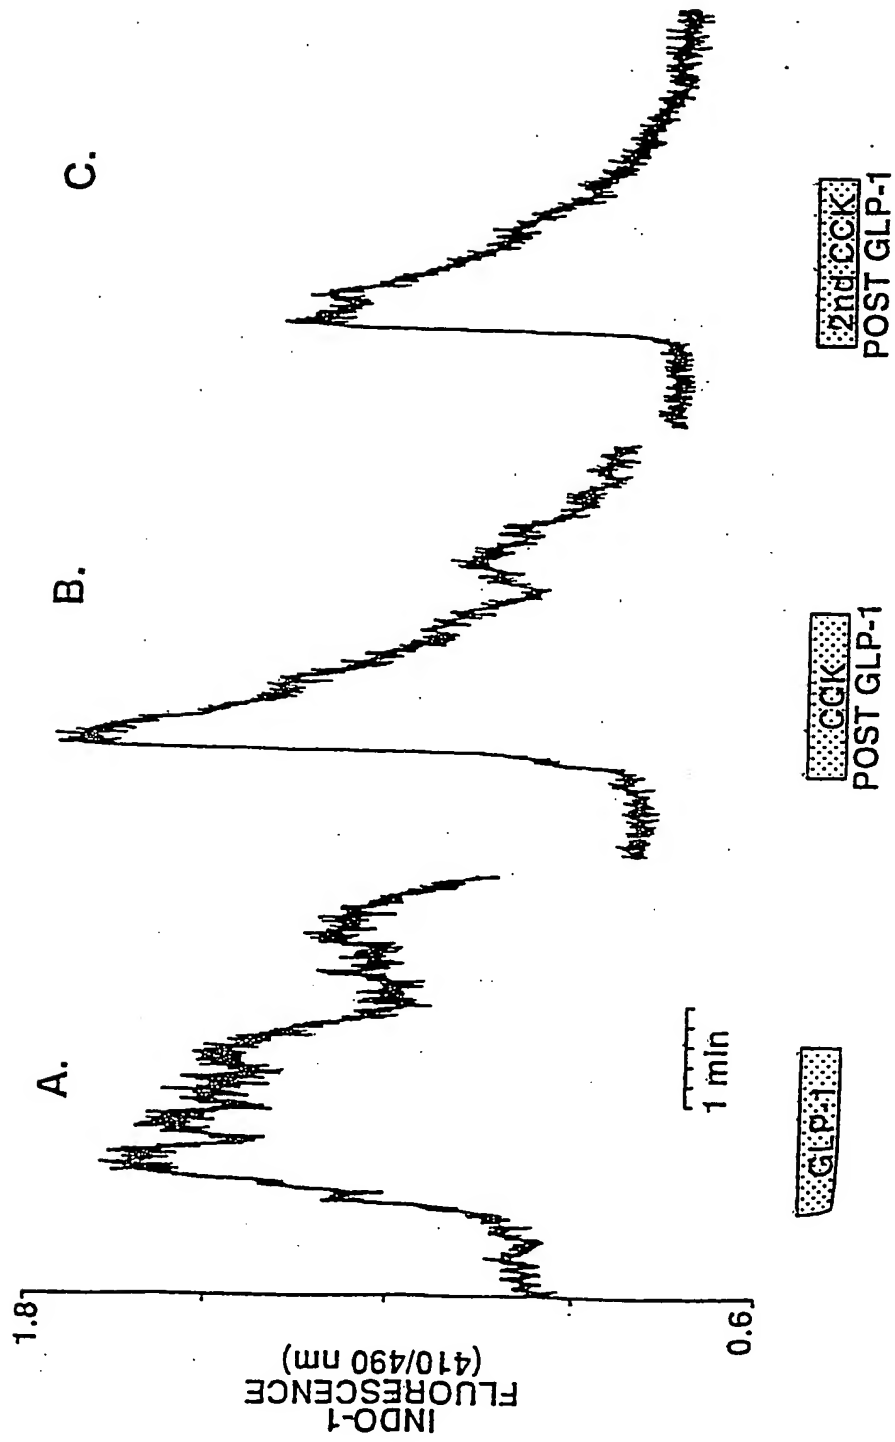 A.
B.
C.
1.8
0.6
INDO-1
FLUORESCENCE
(410/490 nm)
1 min
GLP-1
CCK
POST GLP-1
2nd CCK
POST GLP-1